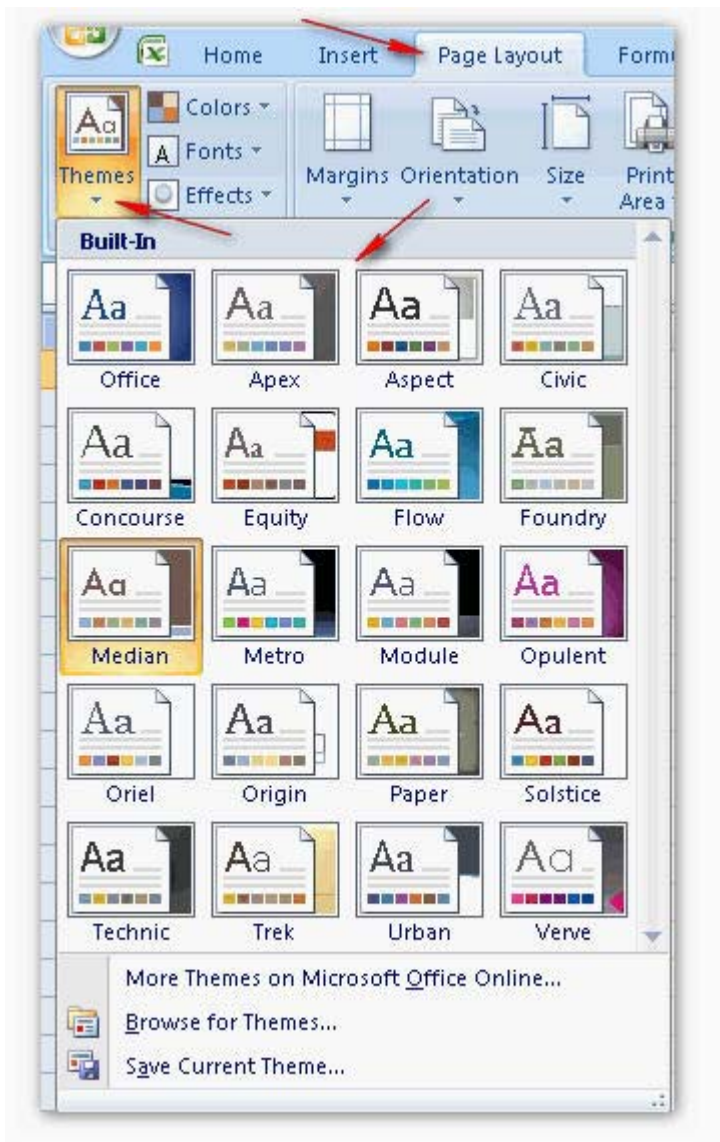 Home Insert Page Layout Formu
Colors
Aa
A Fonts
Themes Margins Orientation Size Print
Effects Area
Built-In
Aa Aa Aa Aa
Office Apex Aspect Civic
Aa Aa Aa Aa
Concourse Equity Flow Foundry
Aa Aa Aa Aa
Median Metro Module Opulent
Aa Aa Aa Aa
Oriel Origin Paper Solstice
Aa Aa Aa Aa
Technic Trek Urban Verve
More Themes on Microsoft Office Online...
Browse for Themes...
Save Current Theme...